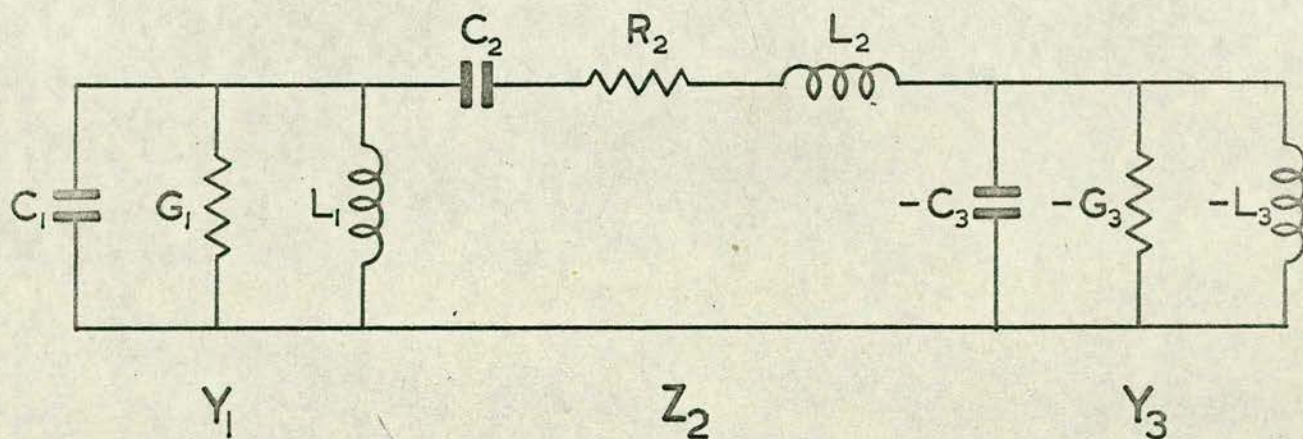 C₂ R₂ L₂
C₁ G₁ L₁ -C₃ -G₃ -L₃
Y₁ Z₂ Y₃